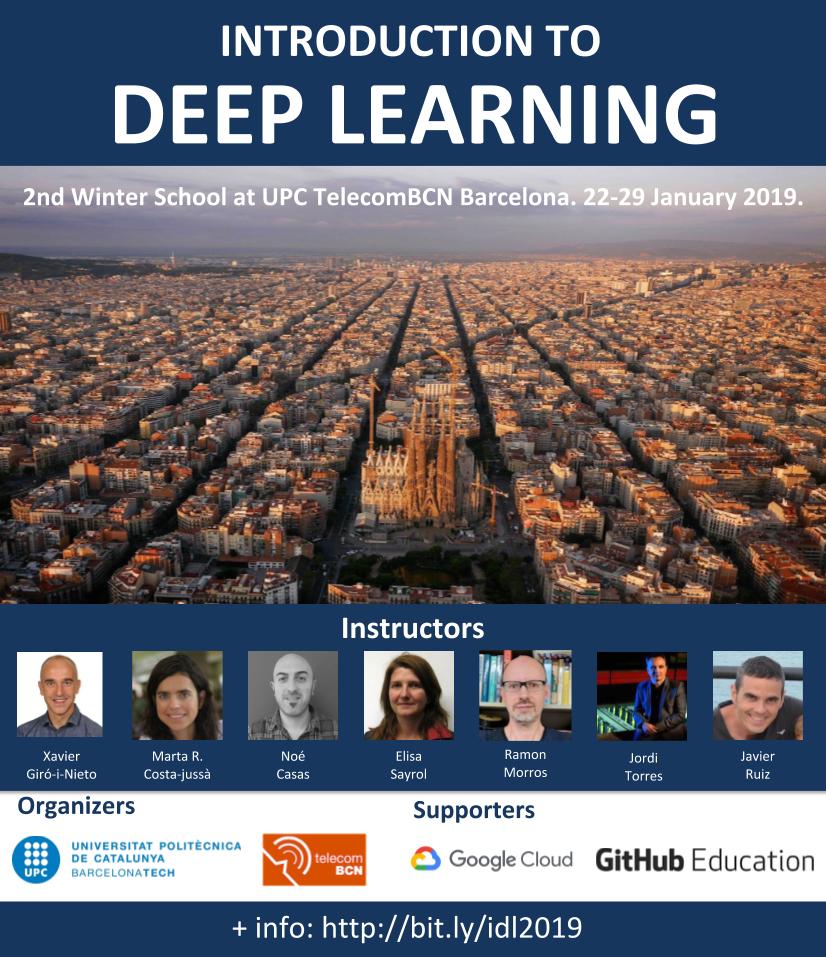 INTRODUCTION TO
DEEP LEARNING
2nd Winter School at UPC TelecomBCN Barcelona. 22-29 January 2019.
Instructors
Xavier
Giró-i-Nieto
Marta R.
Costa-jussà
Noé
Casas
Elisa
Sayrol
Ramon
Morros
Jordi
Torres
Javier
Ruiz
Organizers
UPC
UNIVERSITAT POLITÈCNICA
DE CATALUNYA
BARCELONATECH
telecom
BCN
Supporters
Google Cloud
GitHub Education
+ info: http://bit.ly/idl2019